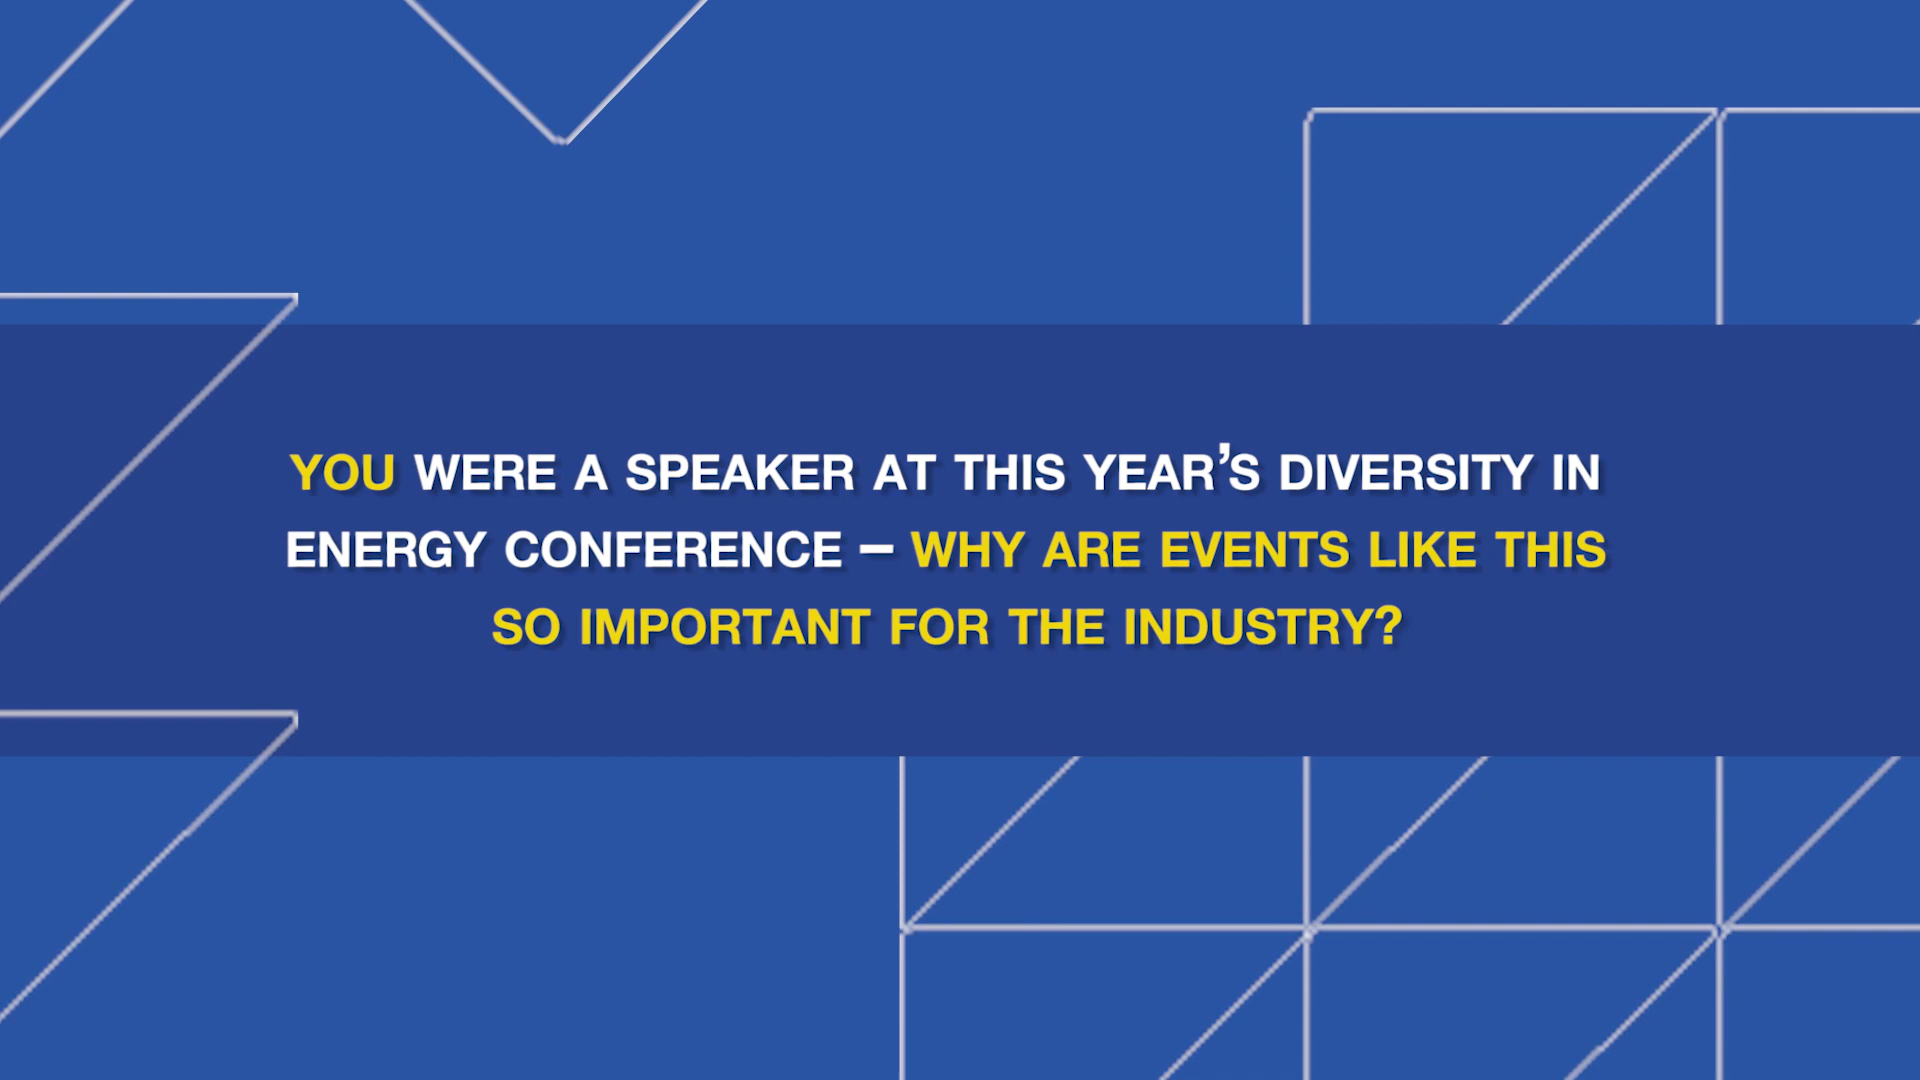 YOU WERE A SPEAKER AT THIS YEAR'S DIVERSITY IN
ENERGY CONFERENCE – WHY ARE EVENTS LIKE THIS
SO IMPORTANT FOR THE INDUSTRY?